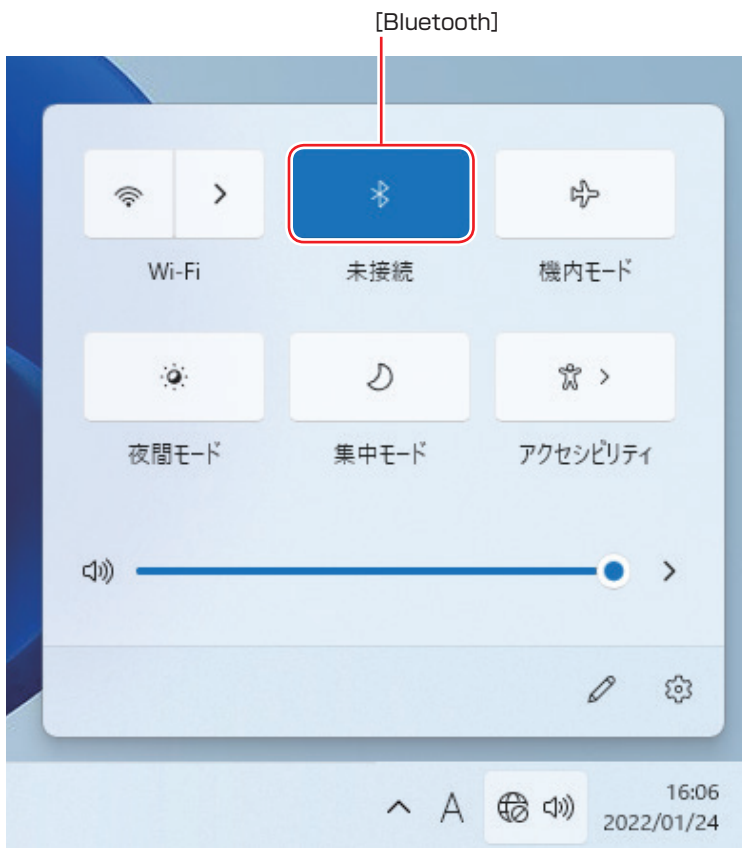 [Bluetooth]
Wi-Fi
未接続
機内モード
夜間モード
集中モード
アクセシビリティ
A
16:06
2022/01/24